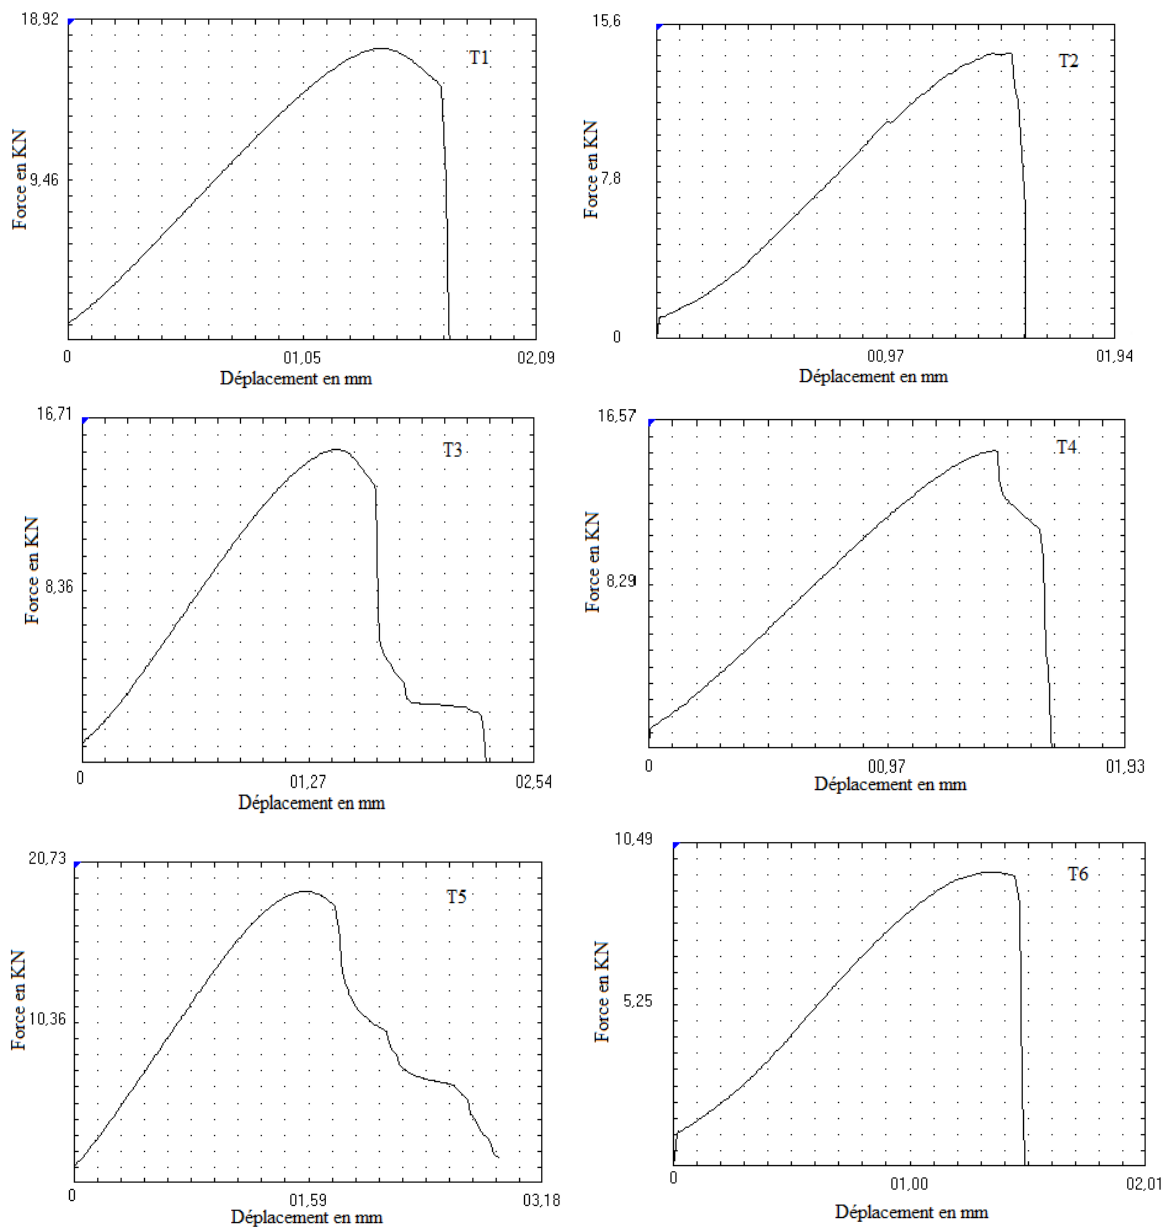 18,92
T1
Force en KN
9,46
0
01,05
02,09
Déplacement en mm
15,6
T2
Force en KN
7,8
0
00,97
01,94
Déplacement en mm
16,71
T3
Force en KN
8,36
0
01,27
02,54
Déplacement en mm
16,57
T4
Force en KN
8,29
0
00,97
01,93
Déplacement en mm
20,73
T5
Force en KN
10,36
0
01,59
03,18
Déplacement en mm
10,49
T6
Force en KN
5,25
0
01,00
02,01
Déplacement en mm